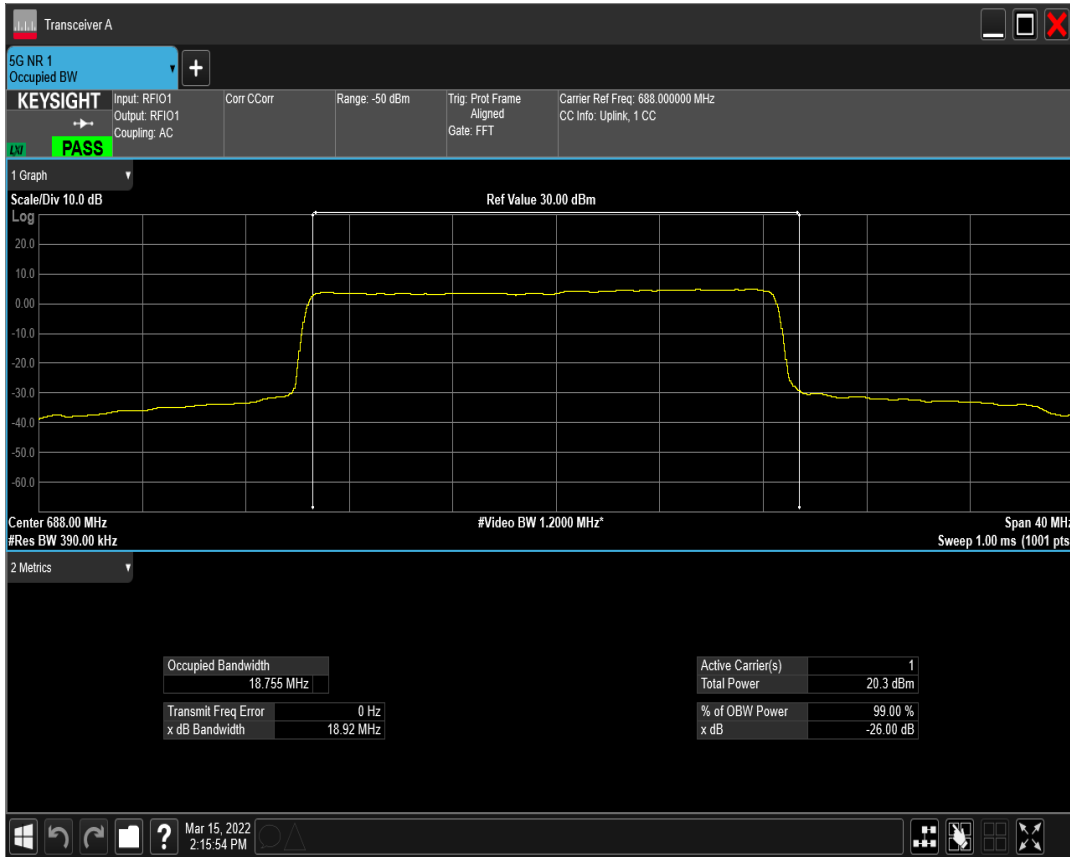 Transceiver A
5G NR 1
Occupied BW
KEYSIGHT
LXI
PASS
Input: RFIO1
Output: RFIO1
Coupling: AC
Corr CCorr
Range: -50 dBm
Trig: Prot Frame
Aligned
Gate: FFT
Carrier Ref Freq: 688.000000 MHz
CC Info: Uplink, 1 CC
1 Graph
Scale/Div 10.0 dB
Ref Value 30.00 dBm
Log
20.0
10.0
0.00
-10.0
-20.0
-30.0
-40.0
-50.0
-60.0
Center 688.00 MHz
#Video BW 1.2000 MHz*
Span 40 MHz
#Res BW 390.00 kHz
Sweep 1.00 ms (1001 pts
2 Metrics
Occupied Bandwidth
18.755 MHz
Transmit Freq Error 0 Hz
x dB Bandwidth 18.92 MHz
Active Carrier(s) 1
Total Power 20.3 dBm
% of OBW Power 99.00 %
x dB -26.00 dB
?
Mar 15, 2022
2:15:54 PM